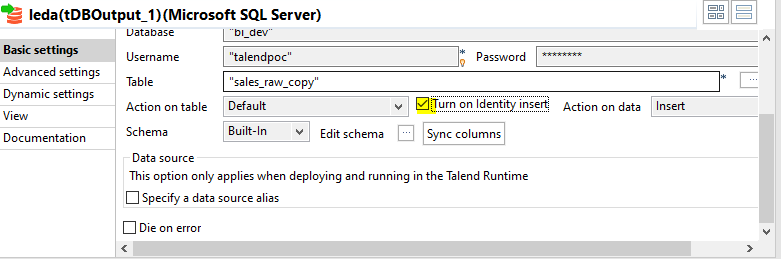 leda(tDBOutput_1)(Microsoft SQL Server)
Basic settings
Advanced settings
Dynamic settings
View
Documentation
Database "bi_dev"
Username "talendpoc" * Password ********
Table "sales_raw_copy" * ...
Action on table Default Turn on Identity insert Action on data Insert
Schema Built-In Edit schema ... Sync columns
Data source
This option only applies when deploying and running in the Talend Runtime
Specify a data source alias
Die on error